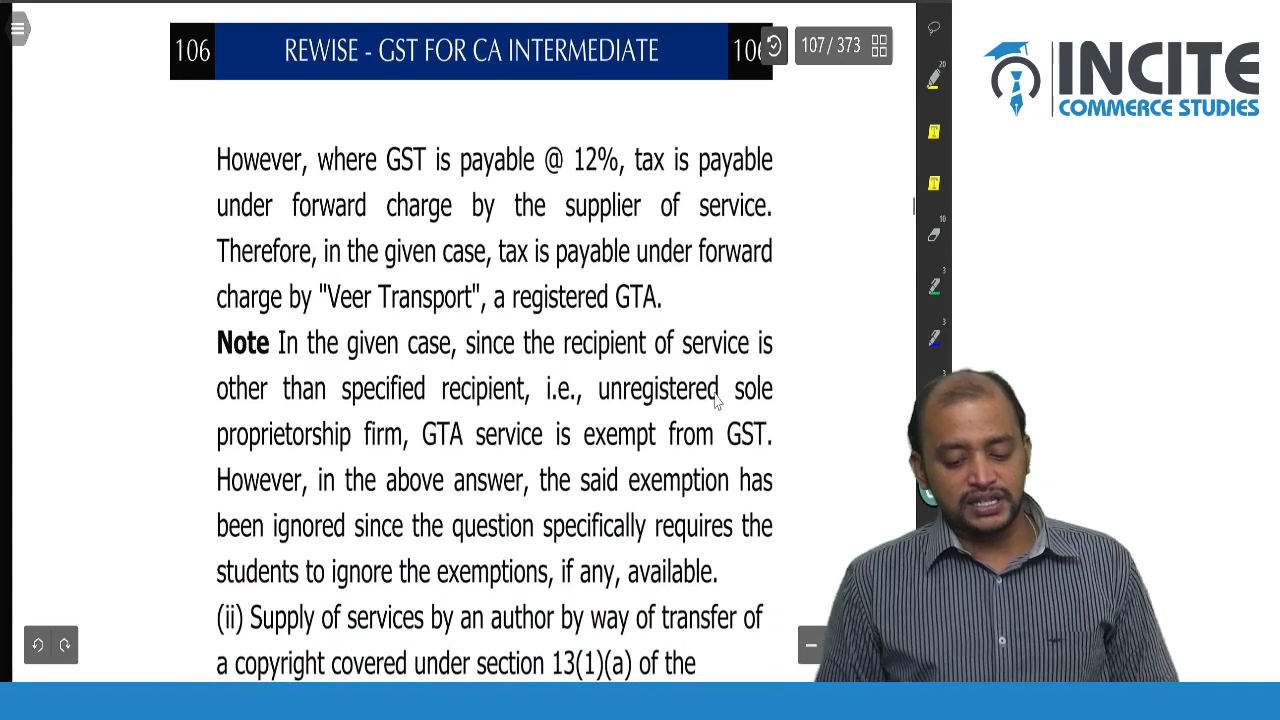 106
REWISE - GST FOR CA INTERMEDIATE
106
107 / 373
INCITE
COMMERCE STUDIES
However, where GST is payable @ 12%, tax is payable
under forward charge by the supplier of service.
Therefore, in the given case, tax is payable under forward
charge by "Veer Transport", a registered GTA.
Note In the given case, since the recipient of service is
other than specified recipient, i.e., unregistered sole
proprietorship firm, GTA service is exempt from GST.
However, in the above answer, the said exemption has
been ignored since the question specifically requires the
students to ignore the exemptions, if any, available.
(ii) Supply of services by an author by way of transfer of
a copyright covered under section 13(1)(a) of the
20
T
T
10
3
3
3